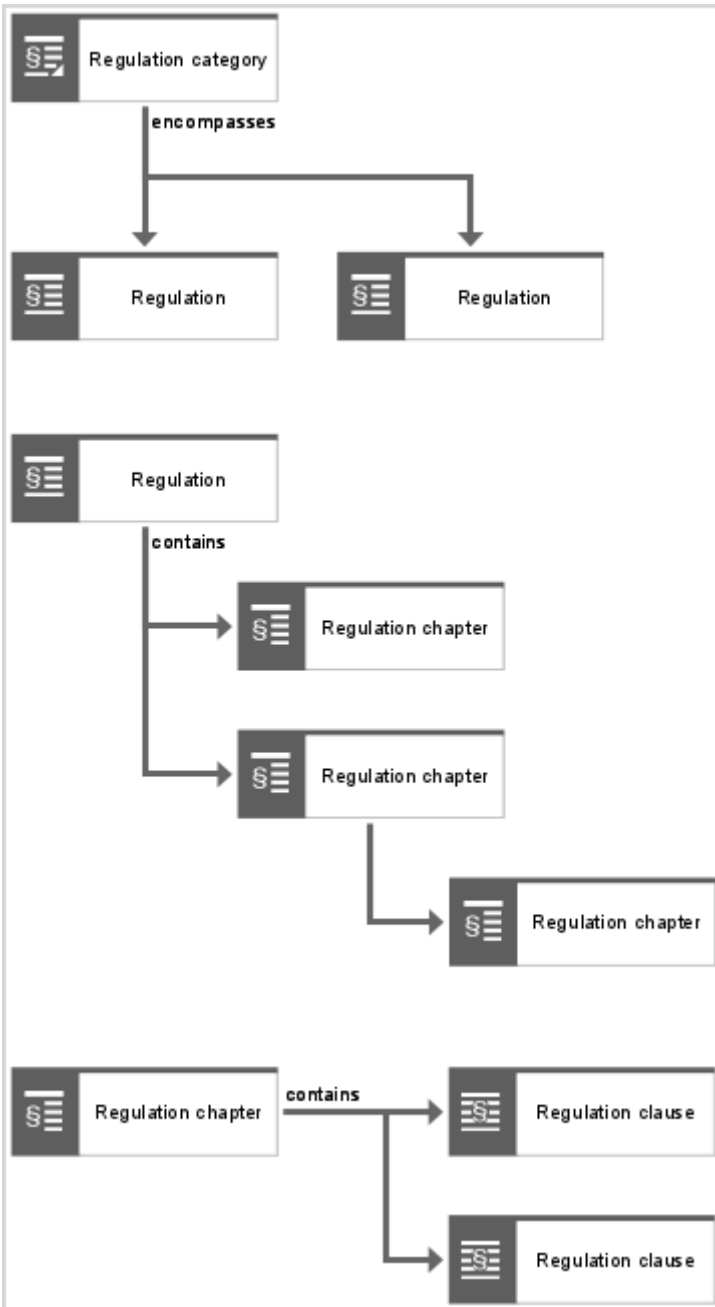 Regulation category
encompasses
Regulation
Regulation
Regulation
contains
Regulation chapter
Regulation chapter
Regulation chapter
Regulation chapter
contains
Regulation clause
Regulation clause